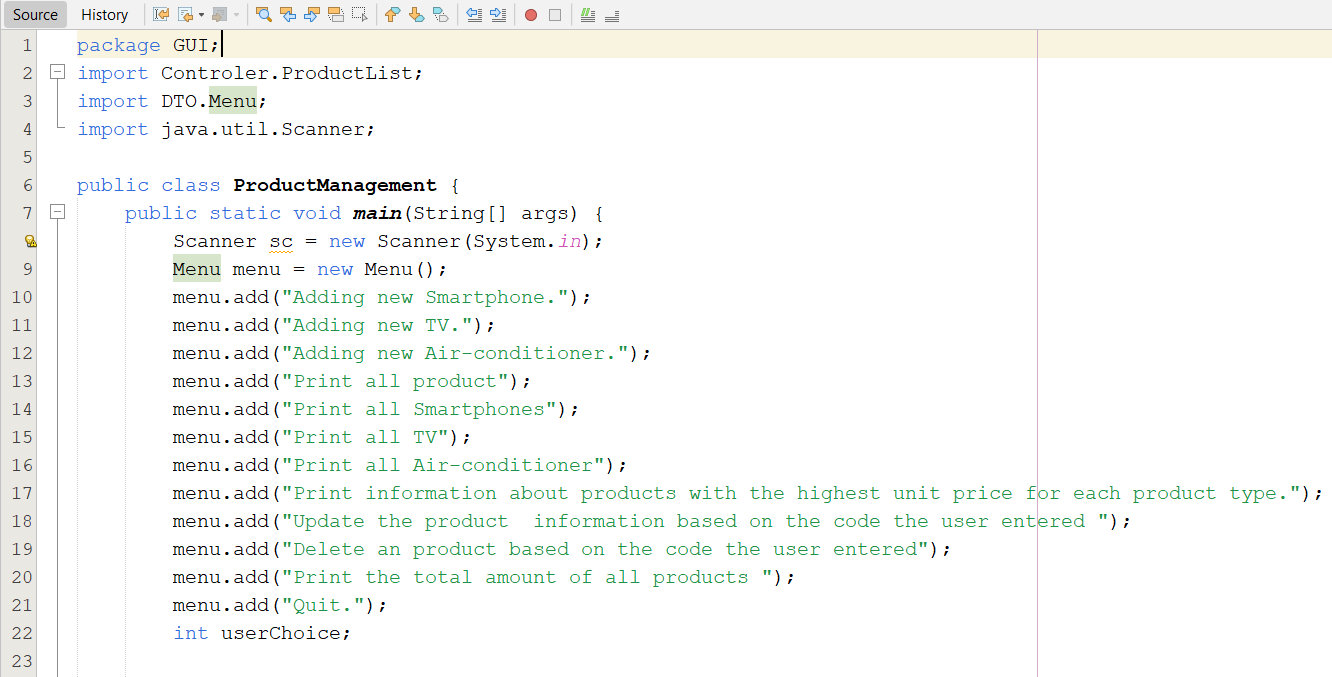 Source History
1 package GUI;
2 import Controler.ProductList;
3 import DTO.Menu;
4 import java.util.Scanner;
5
6 public class ProductManagement {
7 public static void main(String[] args) {
Scanner sc = new Scanner(System.in);
9 Menu menu = new Menu();
10 menu.add("Adding new Smartphone.");
11 menu.add("Adding new TV.");
12 menu.add("Adding new Air-conditioner.");
13 menu.add("Print all product");
14 menu.add("Print all Smartphones");
15 menu.add("Print all TV");
16 menu.add("Print all Air-conditioner");
17 menu.add("Print information about products with the highest unit price for each product type.");
18 menu.add("Update the product  information based on the code the user entered ");
19 menu.add("Delete an product based on the code the user entered");
20 menu.add("Print the total amount of all products ");
21 menu.add("Quit.");
22 int userChoice;
23